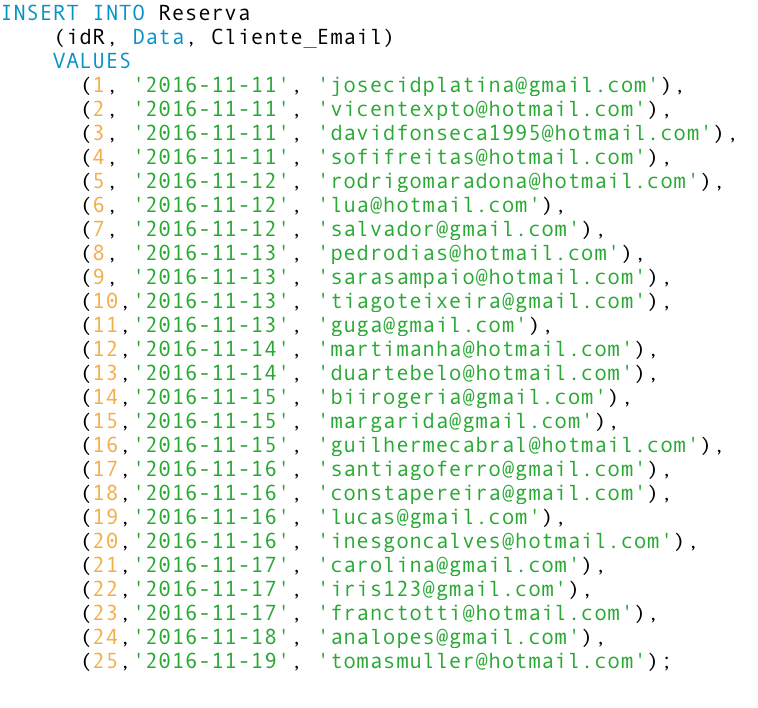 INSERT INTO Reserva
(idR, Data, Cliente_Email)
VALUES
(1, '2016-11-11', 'josecidplatina@gmail.com'),
(2, '2016-11-11', 'vicentexpto@hotmail.com'),
(3, '2016-11-11', 'davidfonseca1995@hotmail.com'),
(4, '2016-11-11', 'sofifreitas@hotmail.com'),
(5, '2016-11-12', 'rodrigomaradona@hotmail.com'),
(6, '2016-11-12', 'lua@hotmail.com'),
(7, '2016-11-12', 'salvador@gmail.com'),
(8, '2016-11-13', 'pedrodias@hotmail.com'),
(9, '2016-11-13', 'sarasampaio@hotmail.com'),
(10,'2016-11-13', 'tiagoteixeira@gmail.com'),
(11,'2016-11-13', 'guga@gmail.com'),
(12,'2016-11-14', 'martimanha@hotmail.com'),
(13,'2016-11-14', 'duartebelo@hotmail.com'),
(14,'2016-11-15', 'biirogeria@gmail.com'),
(15,'2016-11-15', 'margarida@gmail.com'),
(16,'2016-11-15', 'guilhermecabral@hotmail.com'),
(17,'2016-11-16', 'santiagoferro@gmail.com'),
(18,'2016-11-16', 'constapereira@gmail.com'),
(19,'2016-11-16', 'lucas@gmail.com'),
(20,'2016-11-16', 'inesgoncalves@hotmail.com'),
(21,'2016-11-17', 'carolina@gmail.com'),
(22,'2016-11-17', 'iris123@gmail.com'),
(23,'2016-11-17', 'franctotti@hotmail.com'),
(24,'2016-11-18', 'analopes@gmail.com'),
(25,'2016-11-19', 'tomasmuller@hotmail.com');